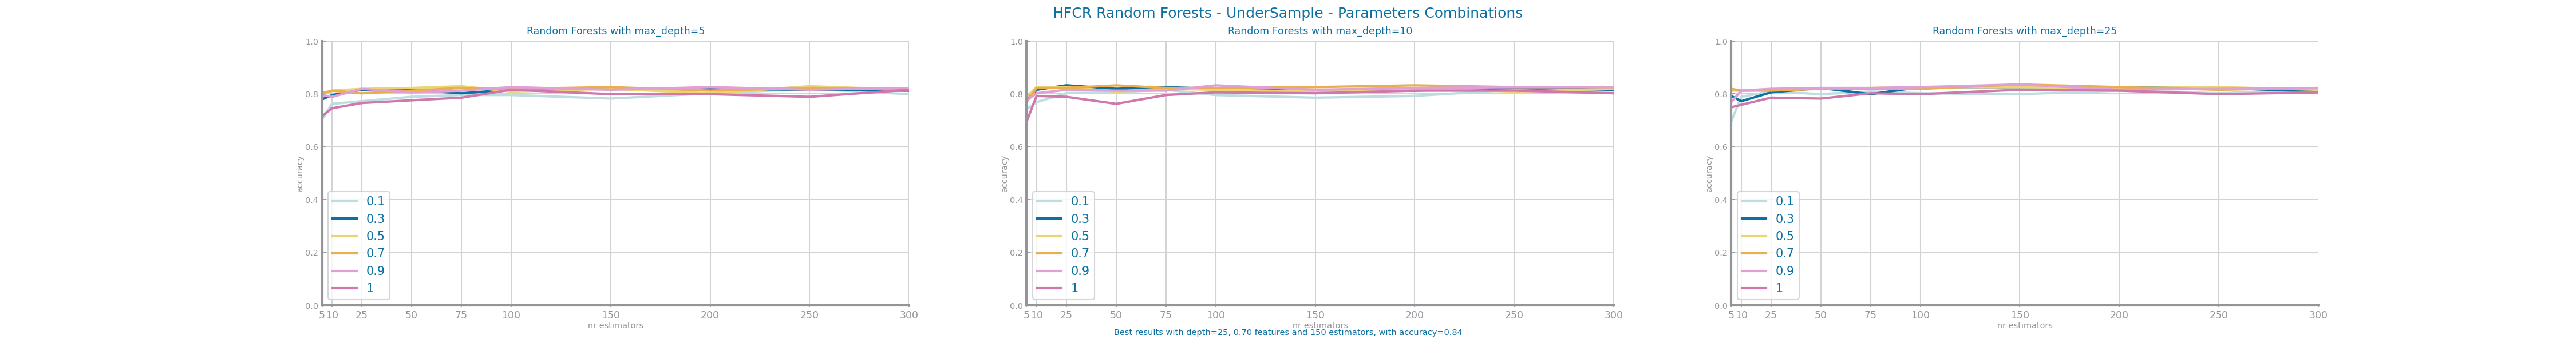 HFCR Random Forests - UnderSample - Parameters Combinations
Random Forests with max_depth=5
1.0
0.8
0.6
0.4
0.2
0.0
accuracy
0.1
0.3
0.5
0.7
0.9
1
5 10 25 50 75 100 150 200 250 300
nr estimators
Random Forests with max_depth=10
1.0
0.8
0.6
0.4
0.2
0.0
accuracy
0.1
0.3
0.5
0.7
0.9
1
5 10 25 50 75 100 150 200 250 300
nr estimators
Random Forests with max_depth=25
1.0
0.8
0.6
0.4
0.2
0.0
accuracy
0.1
0.3
0.5
0.7
0.9
1
5 10 25 50 75 100 150 200 250 300
nr estimators
Best results with depth=25, 0.70 features and 150 estimators, with accuracy=0.84